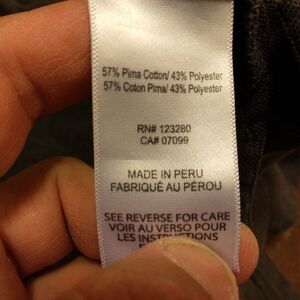 57% Pima Cotton/ 43% Polyester
57% Coton Pima/ 43% Polyester
RN# 123280
CA# 07099
MADE IN PERU
FABRIQUÉ AU PÉROU
SEE REVERSE FOR CARE
VOIR AU VERSO POUR
LES INSTRUCTIONS